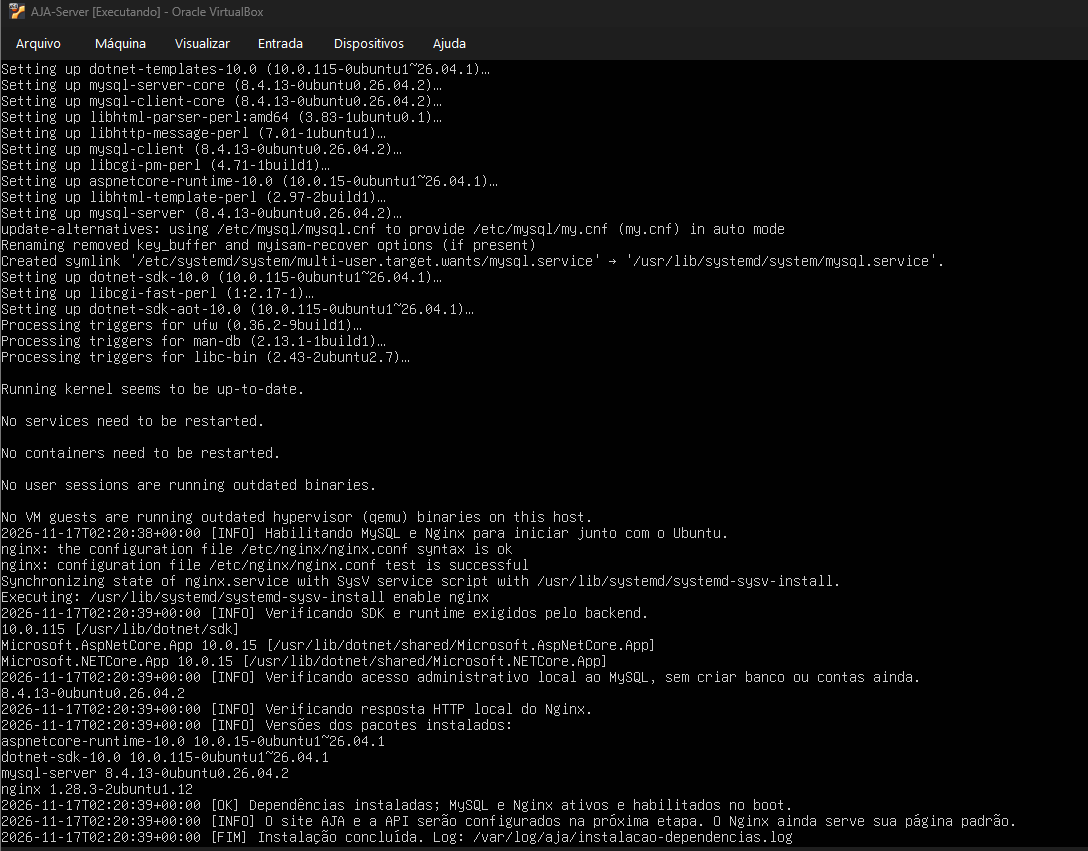 AJA-Server [Executando] - Oracle VirtualBox
Arquivo Máquina Visualizar Entrada Dispositivos Ajuda
Setting up dotnet-templates-10.0 (10.0.115-0ubuntu1~26.04.1)…
Setting up mysql-server-core (8.4.13-0ubuntu0.26.04.2)…
Setting up mysql-client-core (8.4.13-0ubuntu0.26.04.2)…
Setting up libhtml-parser-perl:amd64 (3.83-1ubuntu0.1)…
Setting up libhttp-message-perl (7.01-1ubuntu1)…
Setting up mysql-client (8.4.13-0ubuntu0.26.04.2)…
Setting up libcgi-pm-perl (4.71-1build1)…
Setting up aspnetcore-runtime-10.0 (10.0.15-0ubuntu1~26.04.1)…
Setting up libhtml-template-perl (2.97-2build1)…
Setting up mysql-server (8.4.13-0ubuntu0.26.04.2)…
update-alternatives: using /etc/mysql/mysql.cnf to provide /etc/mysql/my.cnf (my.cnf) in auto mode
Renaming removed key_buffer and myisam-recover options (if present)
Created symlink '/etc/systemd/system/multi-user.target.wants/mysql.service' → '/usr/lib/systemd/system/mysql.service'.
Setting up dotnet-sdk-10.0 (10.0.115-0ubuntu1~26.04.1)…
Setting up libcgi-fast-perl (1:2.17-1)…
Setting up dotnet-sdk-aot-10.0 (10.0.115-0ubuntu1~26.04.1)…
Processing triggers for ufw (0.36.2-9build1)…
Processing triggers for man-db (2.13.1-1build1)…
Processing triggers for libc-bin (2.43-2ubuntu2.7)…
Running kernel seems to be up-to-date.
No services need to be restarted.
No containers need to be restarted.
No user sessions are running outdated binaries.
No VM guests are running outdated hypervisor (qemu) binaries on this host.
2026-11-17T02:20:38+00:00 [INFO] Habilitando MySQL e Nginx para iniciar junto com o Ubuntu.
nginx: the configuration file /etc/nginx/nginx.conf syntax is ok
nginx: configuration file /etc/nginx/nginx.conf test is successful
Synchronizing state of nginx.service with SysV service script with /usr/lib/systemd/systemd-sysv-install.
Executing: /usr/lib/systemd/systemd-sysv-install enable nginx
2026-11-17T02:20:39+00:00 [INFO] Verificando SDK e runtime exigidos pelo backend.
10.0.115 [/usr/lib/dotnet/sdk]
Microsoft.AspNetCore.App 10.0.15 [/usr/lib/dotnet/shared/Microsoft.AspNetCore.App]
Microsoft.NETCore.App 10.0.15 [/usr/lib/dotnet/shared/Microsoft.NETCore.App]
2026-11-17T02:20:39+00:00 [INFO] Verificando acesso administrativo local ao MySQL, sem criar banco ou contas ainda.
8.4.13-0ubuntu0.26.04.2
2026-11-17T02:20:39+00:00 [INFO] Verificando resposta HTTP local do Nginx.
2026-11-17T02:20:39+00:00 [INFO] Versões dos pacotes instalados:
aspnetcore-runtime-10.0 10.0.15-0ubuntu1~26.04.1
dotnet-sdk-10.0 10.0.115-0ubuntu1~26.04.1
mysql-server 8.4.13-0ubuntu0.26.04.2
nginx 1.28.3-2ubuntu1.12
2026-11-17T02:20:39+00:00 [OK] Dependências instaladas; MySQL e Nginx ativos e habilitados no boot.
2026-11-17T02:20:39+00:00 [INFO] O site AJA e a API serão configurados na próxima etapa. O Nginx ainda serve sua página padrão.
2026-11-17T02:20:39+00:00 [FIM] Instalação concluída. Log: /var/log/aja/instalacao-dependencias.log